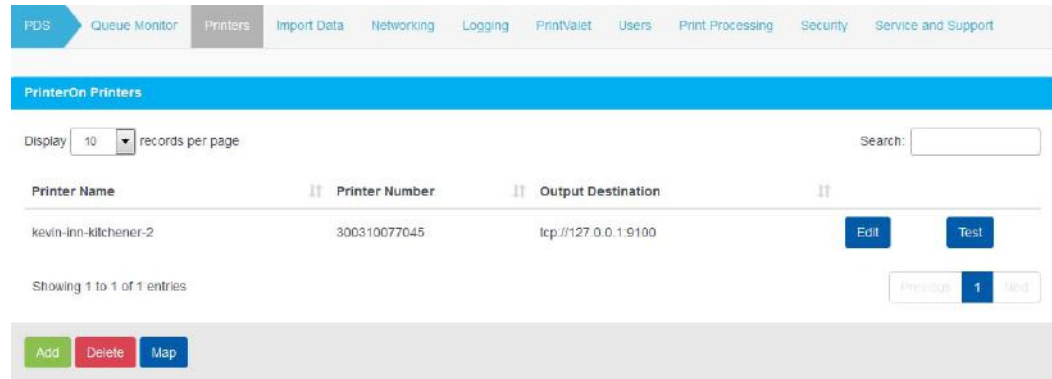 PDS Queue Monitor Printers Import Data Networking Logging PrintValet Users Print Processing Security Service and Support
PrinterOn Printers
Display 10 records per page Search:
Printer Name Printer Number Output Destination
kevin-inn-kitchener-2 300310077045 tcp://127.0.0.1:9100 Edit Test
Showing 1 to 1 of 1 entries Previous 1 Next
Add Delete Map